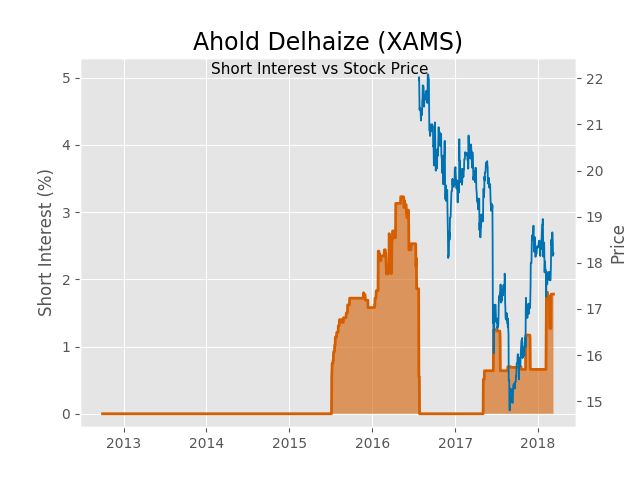 Ahold Delhaize (XAMS)
Short Interest vs Stock Price
Short Interest (%)
5
4
3
2
1
0
22
21
20
19
18
17
16
15
Price
2013 2014 2015 2016 2017 2018